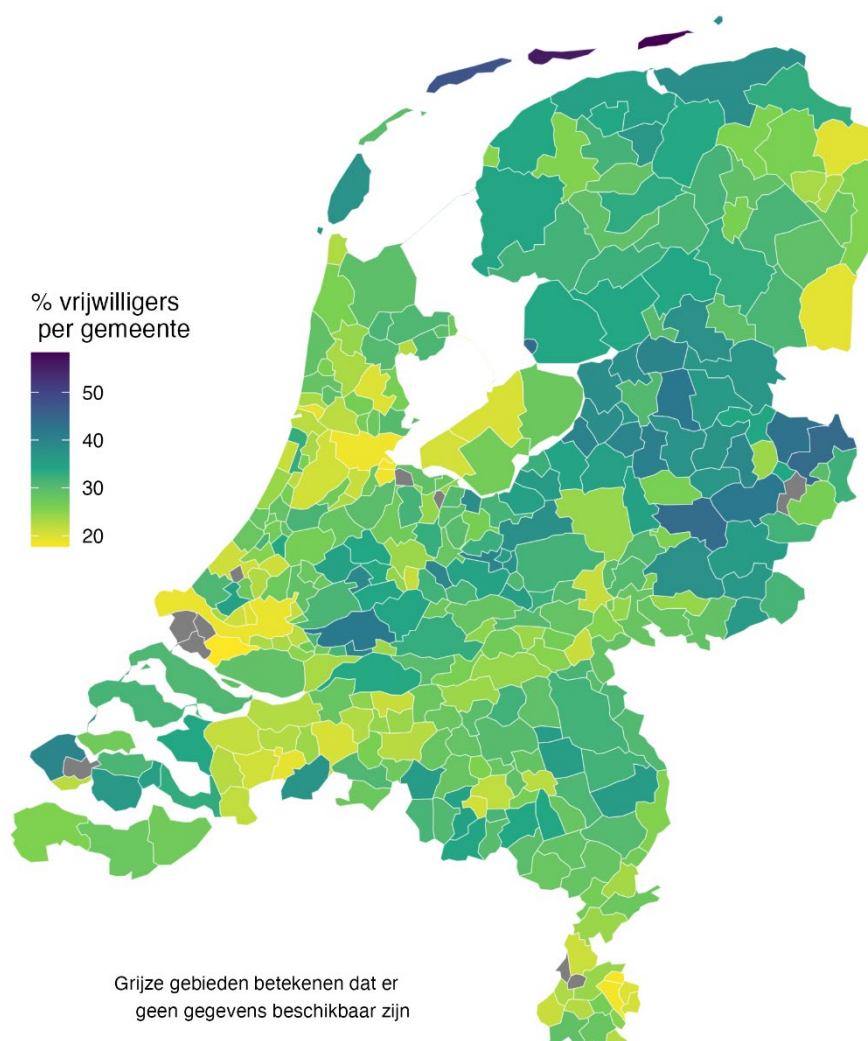 % vrijwilligers
per gemeente
50
40
30
20
Grijze gebieden betekenen dat er
geen gegevens beschikbaar zijn